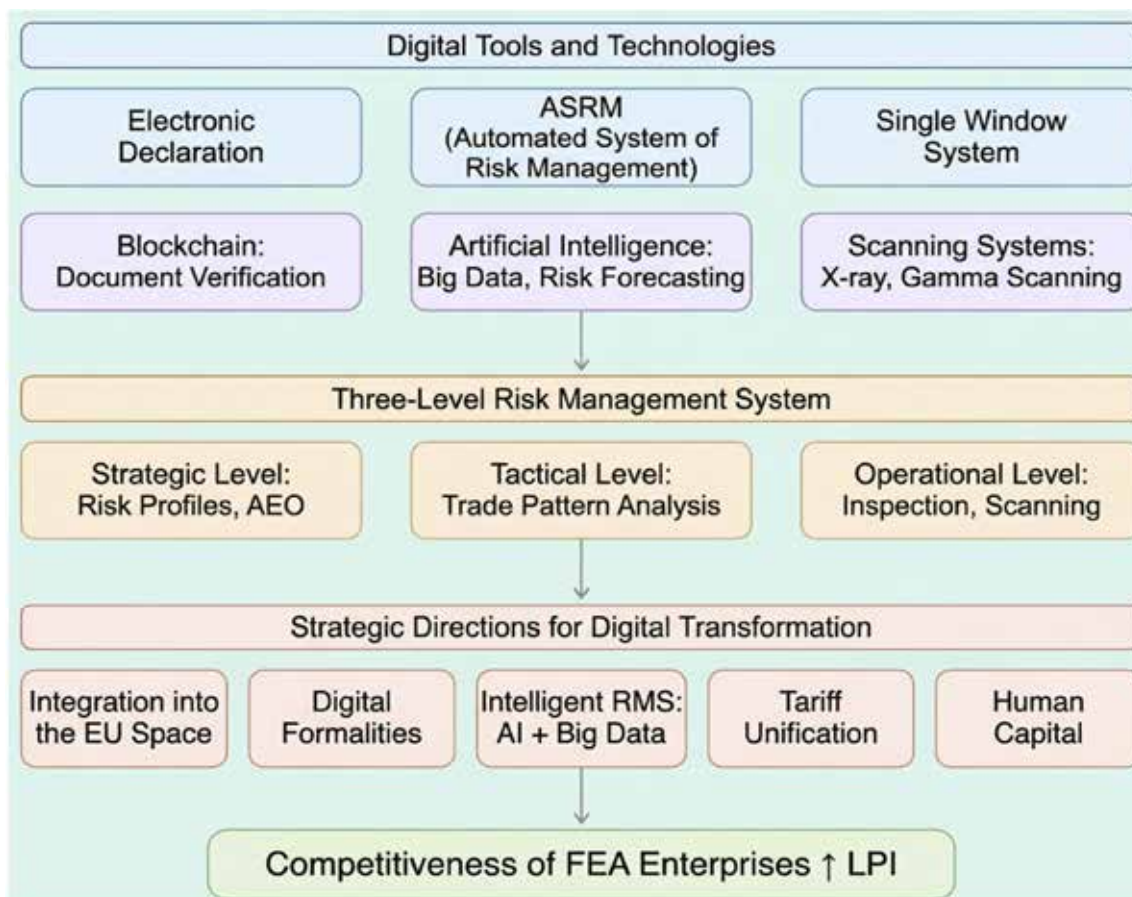 Digital Tools and Technologies
Electronic
Declaration
ASRM
(Automated System of
Risk Management)
Single Window
System
Blockchain:
Document Verification
Artificial Intelligence:
Big Data, Risk Forecasting
Scanning Systems:
X-ray, Gamma Scanning
Three-Level Risk Management System
Strategic Level:
Risk Profiles, AEO
Tactical Level:
Trade Pattern Analysis
Operational Level:
Inspection, Scanning
Strategic Directions for Digital Transformation
Integration into
the EU Space
Digital
Formalities
Intelligent RMS:
AI + Big Data
Tariff
Unification
Human
Capital
Competitiveness of FEA Enterprises ↑ LPI